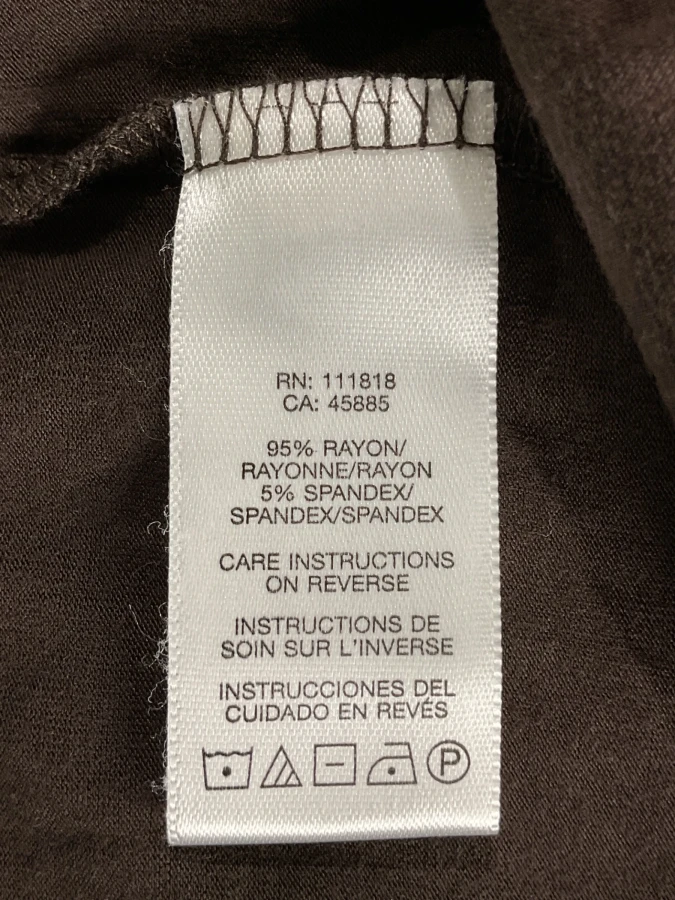 RN: 111818
CA: 45885
95% RAYON/
RAYONNE/RAYON
5% SPANDEX/
SPANDEX/SPANDEX
CARE INSTRUCTIONS
ON REVERSE
INSTRUCTIONS DE
SOIN SUR L'INVERSE
INSTRUCCIONES DEL
CUIDADO EN REVÉS
P